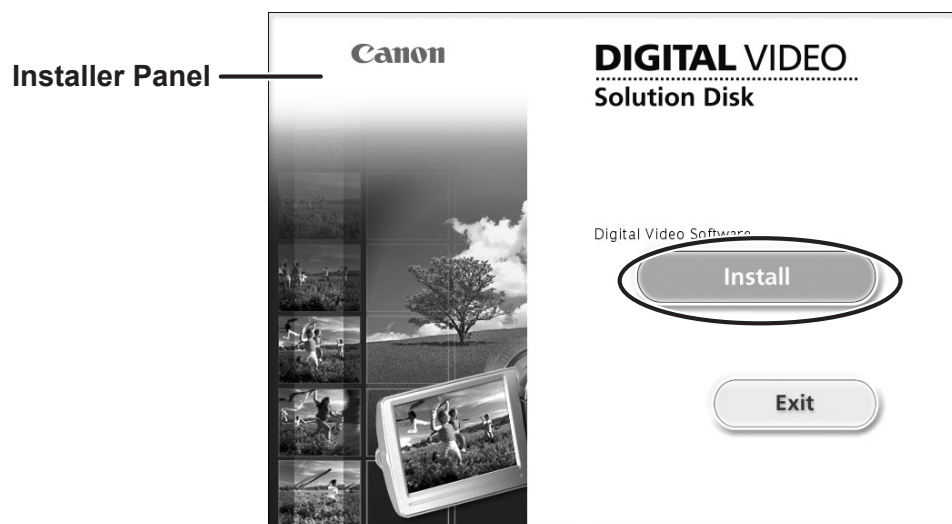 Canon
DIGITAL VIDEO
Installer Panel
Solution Disk
Digital Video Software
Install
Exit